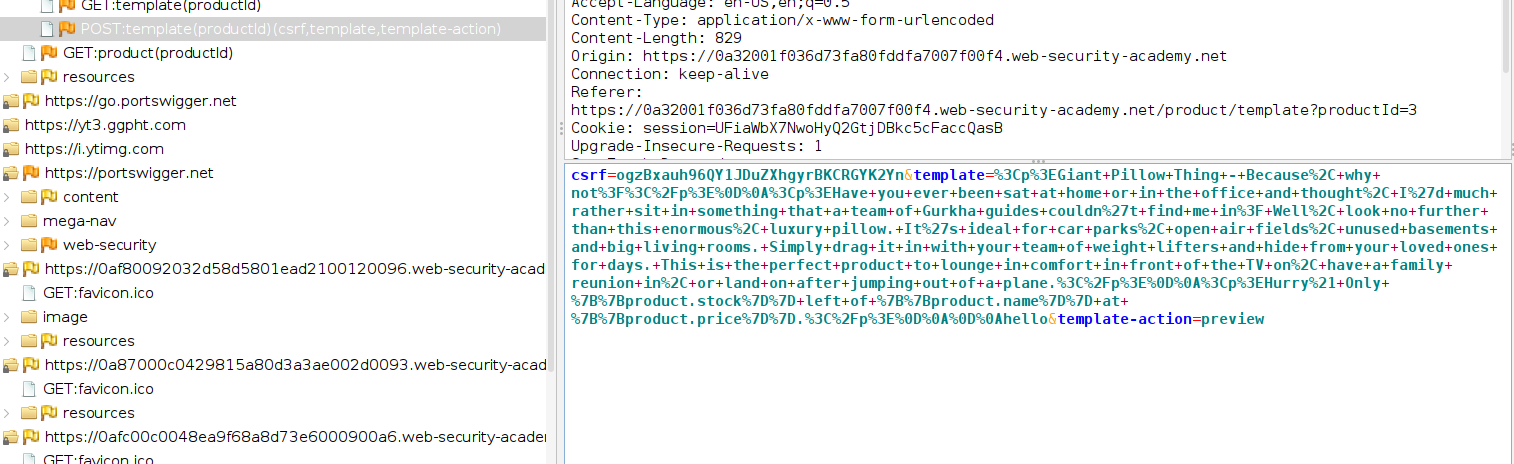 GET:template(productId)
POST:template(productId)(csrf,template,template-action)
GET:product(productId)
resources
https://go.portswigger.net
https://yt3.ggpht.com
https://i.ytimg.com
https://portswigger.net
content
mega-nav
web-security
https://0af80092032d58d5801ead2100120096.web-security-acad
GET:favicon.ico
image
resources
https://0a87000c0429815a80d3a3ae002d0093.web-security-acad
GET:favicon.ico
resources
https://0afc00c0048ea9f68a8d73e6000900a6.web-security-acade
GET:favicon.ico
Accept-Language: en-US,en;q=0.5
Content-Type: application/x-www-form-urlencoded
Content-Length: 829
Origin: https://0a32001f036d73fa80fddfa7007f00f4.web-security-academy.net
Connection: keep-alive
Referer:
https://0a32001f036d73fa80fddfa7007f00f4.web-security-academy.net/product/template?productId=3
Cookie: session=UFiaWbX7NwoHyQ2GtjDBkc5cFaccQasB
Upgrade-Insecure-Requests: 1
csrf=ogzBxauh96QY1JDuZXhgyrBKCRGYK2Yn&template=%3Cp%3EGiant+Pillow+Thing+-+Because%2C+why+
not%3F%3C%2Fp%3E%0D%0A%3Cp%3EHave+you+ever+been+sat+at+home+or+in+the+office+and+thought%2C+I%27d+much+
rather+sit+in+something+that+a+team+of+Gurkha+guides+couldn%27t+find+me+in%3F+Well%2C+look+no+further+
than+this+enormous%2C+luxury+pillow.+It%27s+ideal+for+car+parks%2C+open+air+fields%2C+unused+basements+
and+big+living+rooms.+Simply+drag+it+in+with+your+team+of+weight+lifters+and+hide+from+your+loved+ones+
for+days.+This+is+the+perfect+product+to+lounge+in+comfort+in+front+of+the+TV+on%2C+have+a+family+
reunion+in%2C+or+land+on+after+jumping+out+of+a+plane.%3C%2Fp%3E%0D%0A%3Cp%3EHurry%21+Only+
%7B%7Bproduct.stock%7D%7D+left+of+%7B%7Bproduct.name%7D%7D+at+
%7B%7Bproduct.price%7D%7D.%3C%2Fp%3E%0D%0A%0D%0Ahello&template-action=preview